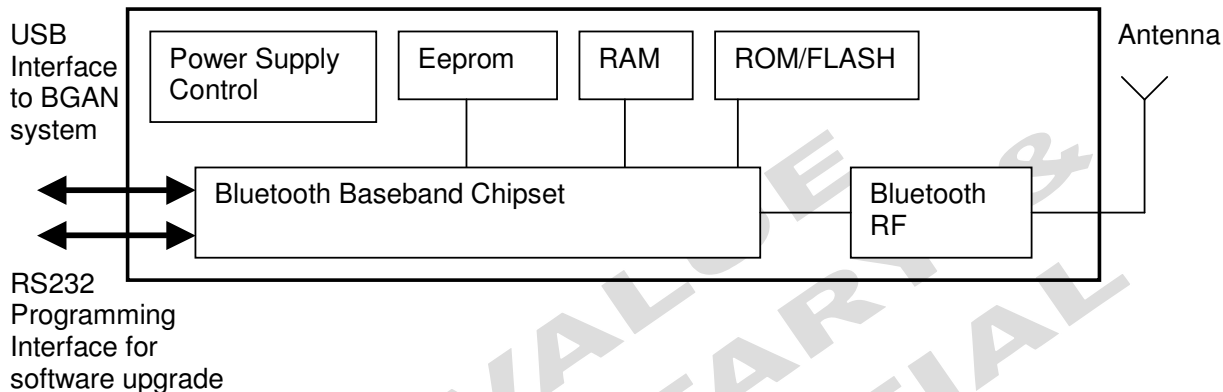 USB
Interface
to BGAN
system
Power Supply
Control
Eeprom
RAM
ROM/FLASH
Antenna
Bluetooth Baseband Chipset
Bluetooth
RF
RS232
Programming
Interface for
software upgrade